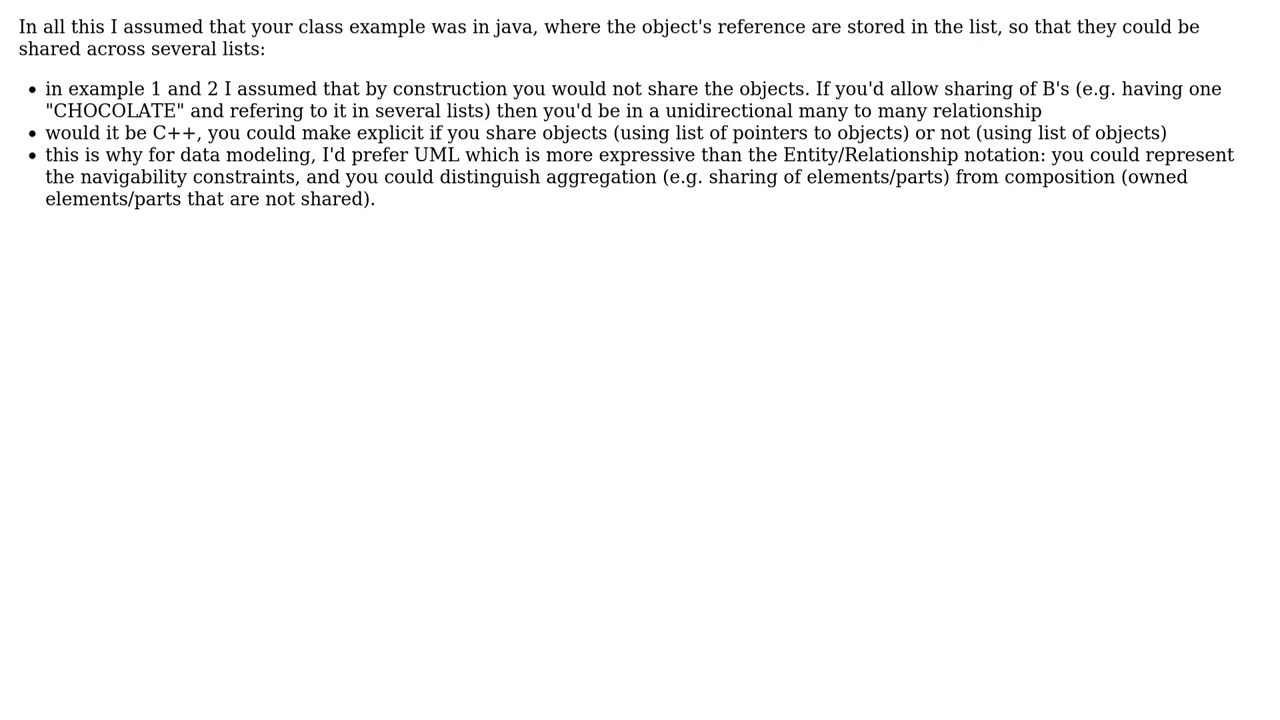 In all this I assumed that your class example was in java, where the object's reference are stored in the list, so that they could be
shared across several lists:
• in example 1 and 2 I assumed that by construction you would not share the objects. If you'd allow sharing of B's (e.g. having one
"CHOCOLATE" and refering to it in several lists) then you'd be in a unidirectional many to many relationship
• would it be C++, you could make explicit if you share objects (using list of pointers to objects) or not (using list of objects)
• this is why for data modeling, I'd prefer UML which is more expressive than the Entity/Relationship notation: you could represent
the navigability constraints, and you could distinguish aggregation (e.g. sharing of elements/parts) from composition (owned
elements/parts that are not shared).